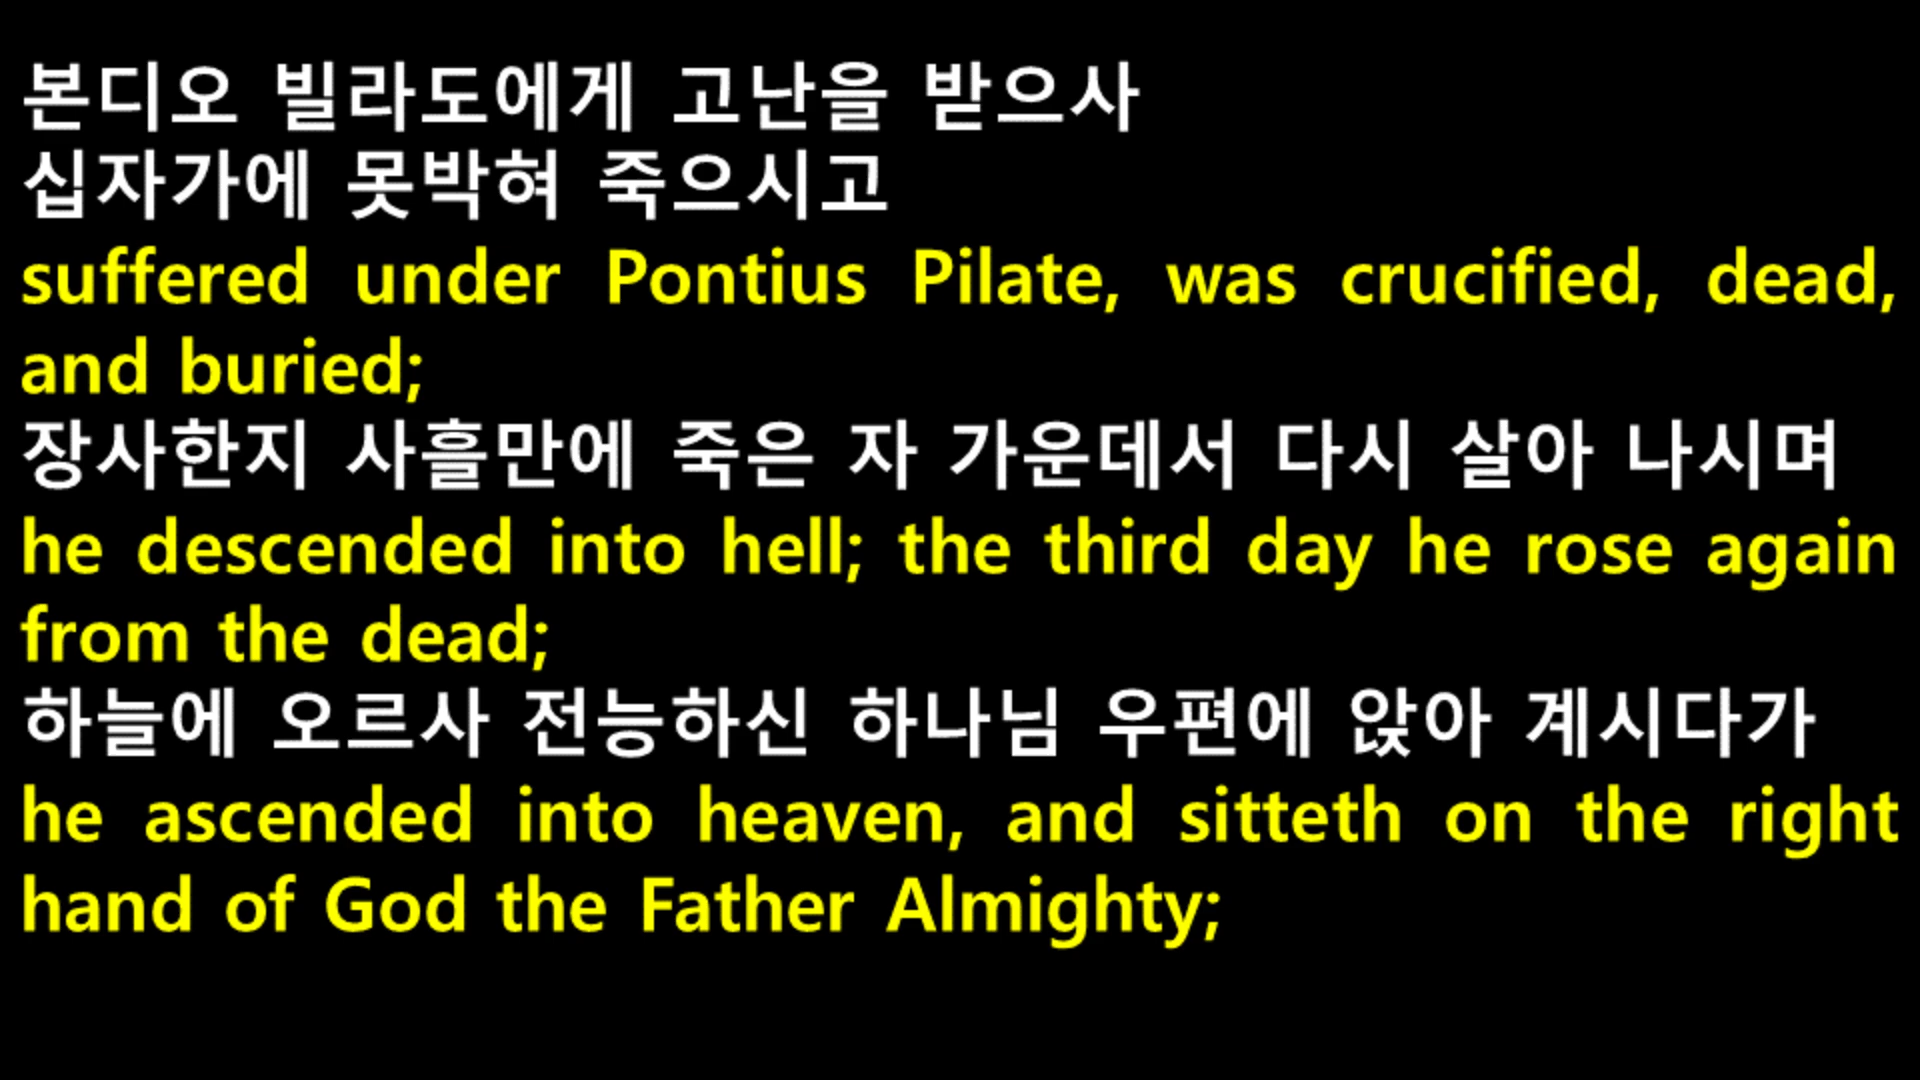 본디오 빌라도에게 고난을 받으사
십자가에 못박혀 죽으시고
suffered under Pontius Pilate, was crucified, dead,
and buried;
장사한지 사흘만에 죽은 자 가운데서 다시 살아 나시며
he descended into hell; the third day he rose again
from the dead;
하늘에 오르사 전능하신 하나님 우편에 앉아 계시다가
he ascended into heaven, and sitteth on the right
hand of God the Father Almighty;